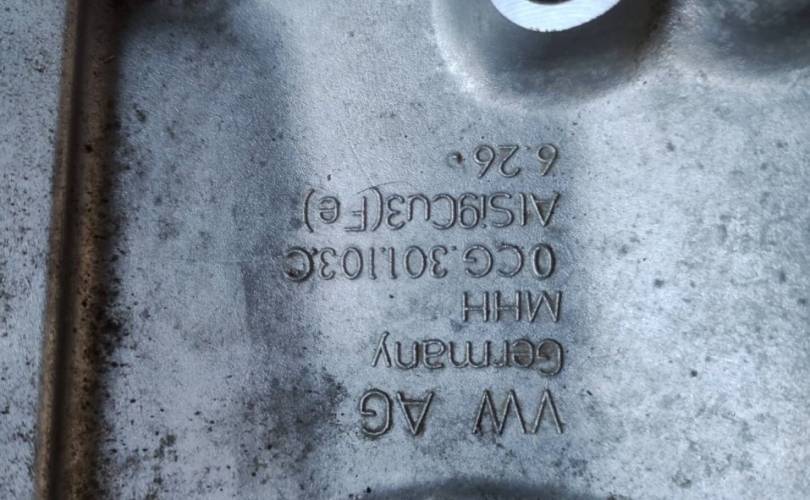 VW AG
Germany
MHH
0CG.301.103.C
AlSi9Cu3(Fe)
6.26